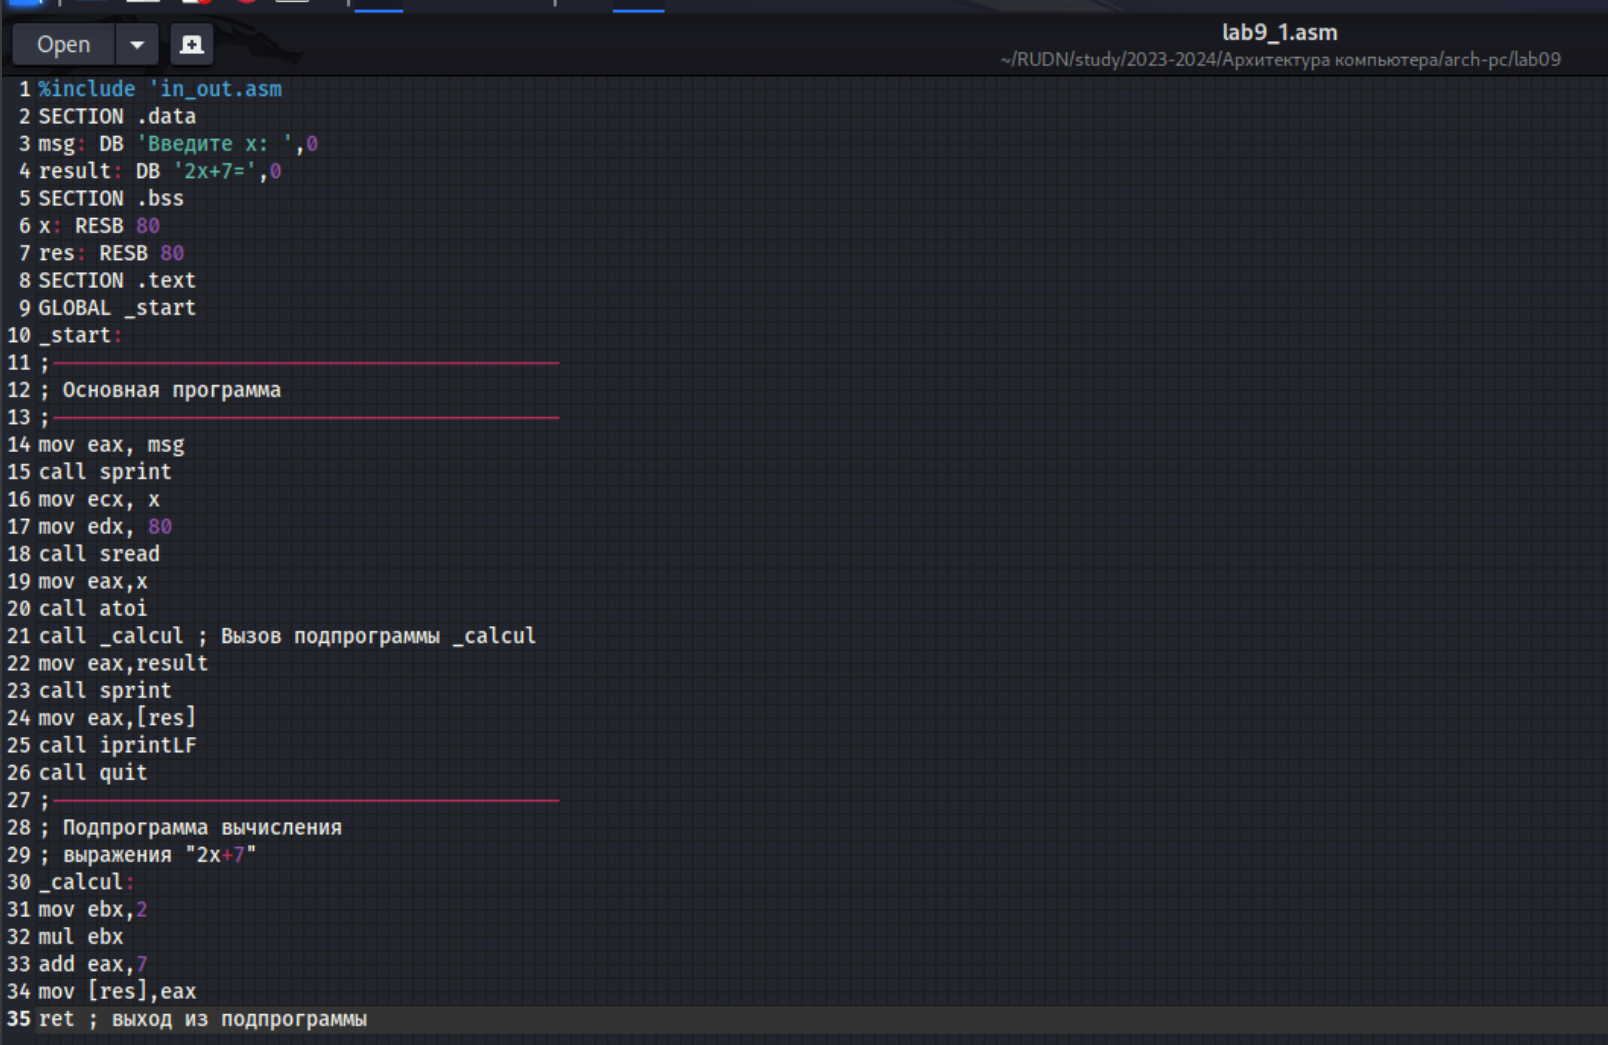 Open
lab9_1.asm
~/RUDN/study/2023-2024/Архитектура компьютера/arch-pc/lab09
1 %include 'in_out.asm
2 SECTION .data
3 msg: DB 'Введите x: ',0
4 result: DB '2x+7=',0
5 SECTION .bss
6 x: RESB 80
7 res: RESB 80
8 SECTION .text
9 GLOBAL _start
10 _start:
11 ;------------------------------------------
12 ; Основная программа
13 ;------------------------------------------
14 mov eax, msg
15 call sprint
16 mov ecx, x
17 mov edx, 80
18 call sread
19 mov eax,x
20 call atoi
21 call _calcul ; Вызов подпрограммы _calcul
22 mov eax,result
23 call sprint
24 mov eax,[res]
25 call iprintLF
26 call quit
27 ;------------------------------------------
28 ; Подпрограмма вычисления
29 ; выражения "2x+7"
30 _calcul:
31 mov ebx,2
32 mul ebx
33 add eax,7
34 mov [res],eax
35 ret ; выход из подпрограммы